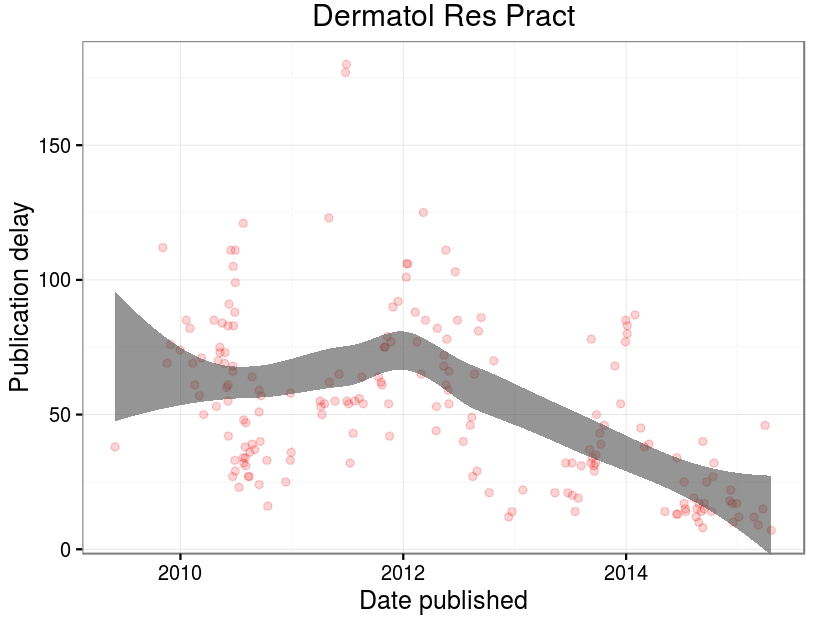 Dermatol Res Pract
Publication delay
150
100
50
0
2010
2012
2014
Date published